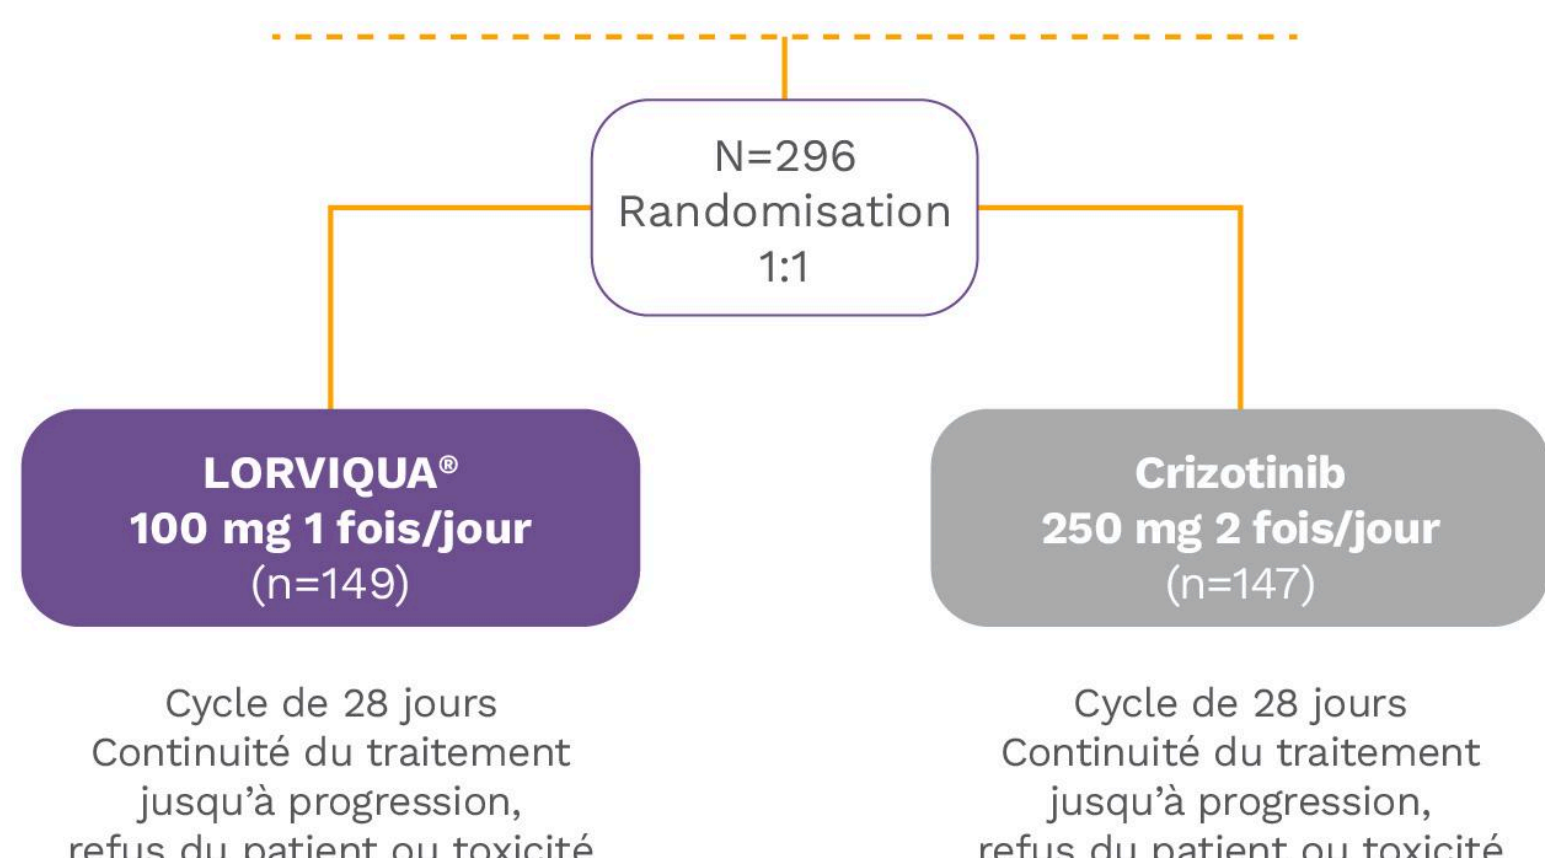 N=296
Randomisation
1:1
LORVIQUA®
100 mg 1 fois/jour
(n=149)
Crizotinib
250 mg 2 fois/jour
(n=147)
Cycle de 28 jours
Continuité du traitement
jusqu’à progression,
refus du patient ou toxicité
Cycle de 28 jours
Continuité du traitement
jusqu’à progression,
refus du patient ou toxicité